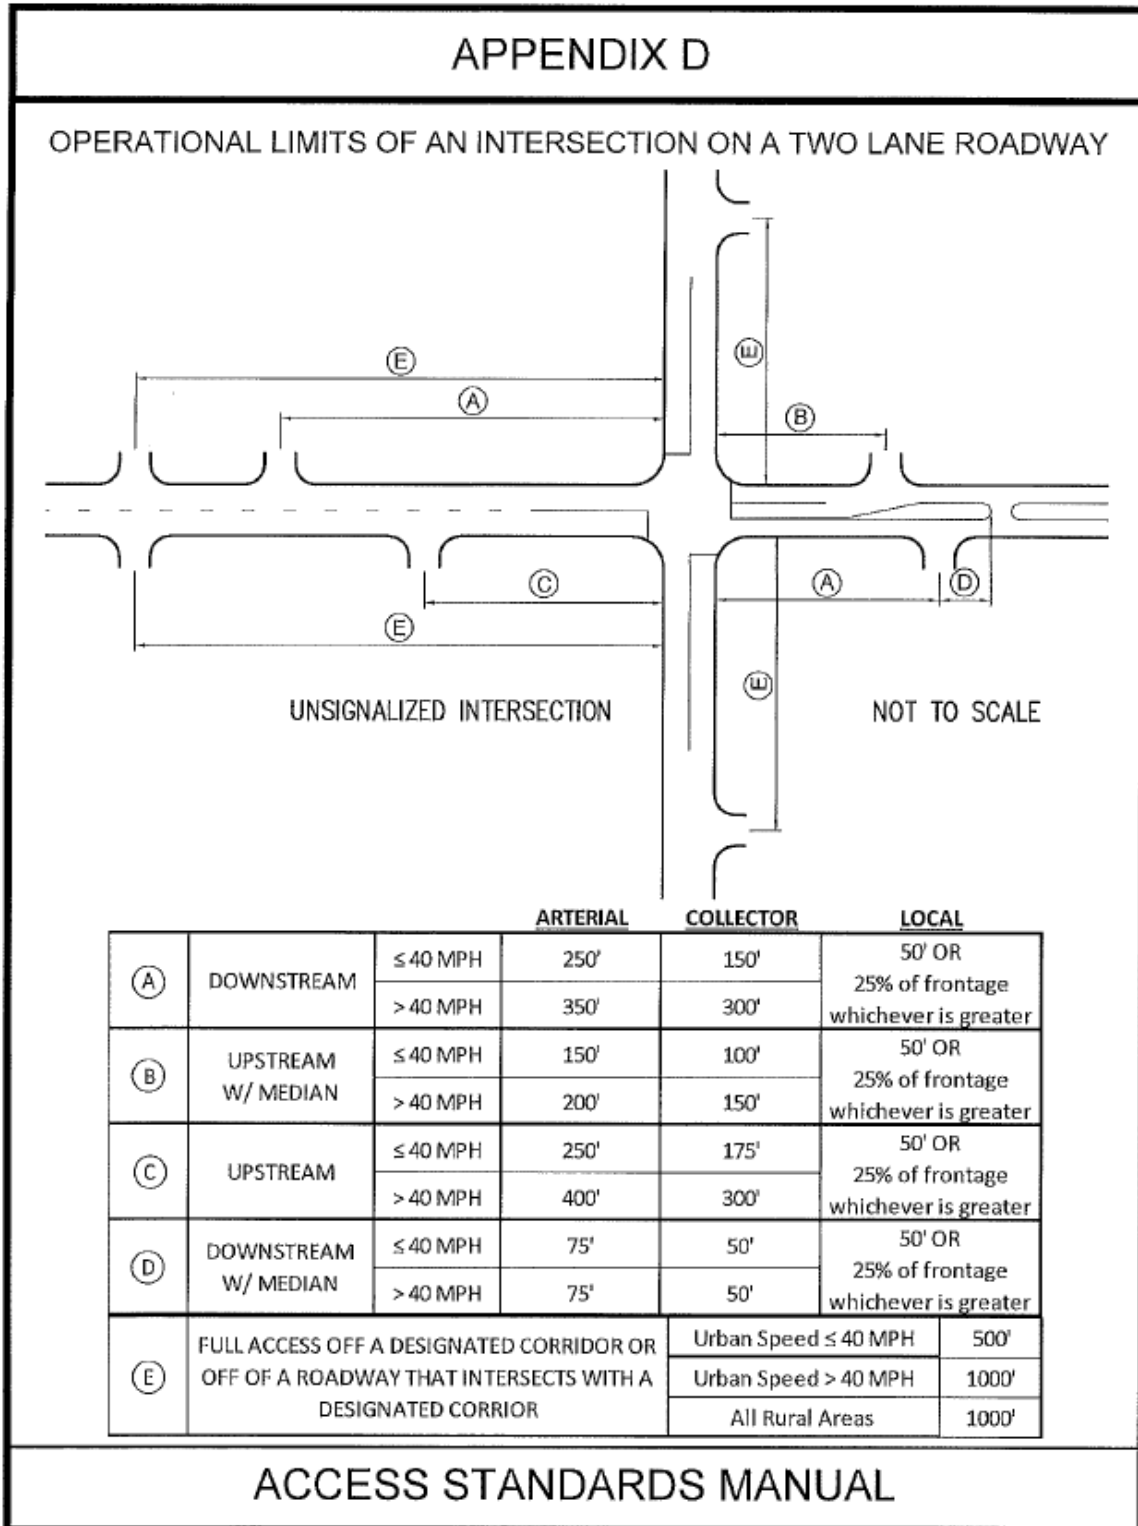 APPENDIX D
OPERATIONAL LIMITS OF AN INTERSECTION ON A TWO LANE ROADWAY
E
E
A
B
C
A
D
E
E
UNSIGNALIZED INTERSECTION
NOT TO SCALE
ARTERIAL COLLECTOR LOCAL
A DOWNSTREAM ≤ 40 MPH 250' 150' 50' OR
25% of frontage
> 40 MPH 350' 300' whichever is greater
B UPSTREAM W/ MEDIAN ≤ 40 MPH 150' 100' 50' OR
25% of frontage
> 40 MPH 200' 150' whichever is greater
C UPSTREAM ≤ 40 MPH 250' 175' 50' OR
25% of frontage
> 40 MPH 400' 300' whichever is greater
D DOWNSTREAM W/ MEDIAN ≤ 40 MPH 75' 50' 50' OR
25% of frontage
> 40 MPH 75' 50' whichever is greater
E FULL ACCESS OFF A DESIGNATED CORRIDOR OR Urban Speed ≤ 40 MPH 500'
OFF OF A ROADWAY THAT INTERSECTS WITH A Urban Speed > 40 MPH 1000'
DESIGNATED CORRIOR All Rural Areas 1000'
ACCESS STANDARDS MANUAL